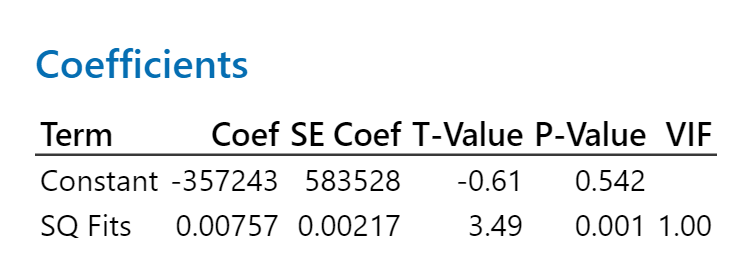 Coefficients
Term Coef SE Coef T-Value P-Value VIF
Constant -357243 583528 -0.61 0.542
SQ Fits 0.00757 0.00217 3.49 0.001 1.00